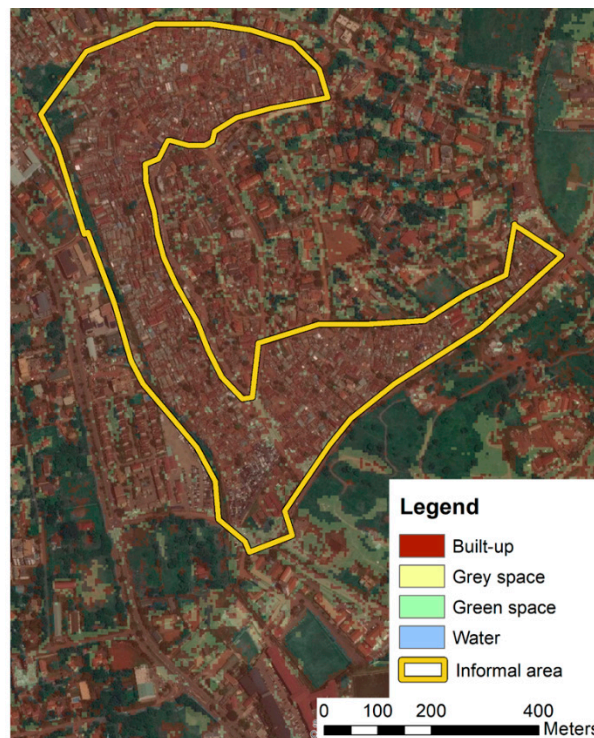 Legend
Built-up
Grey space
Green space
Water
Informal area
0 100 200 400
Meters